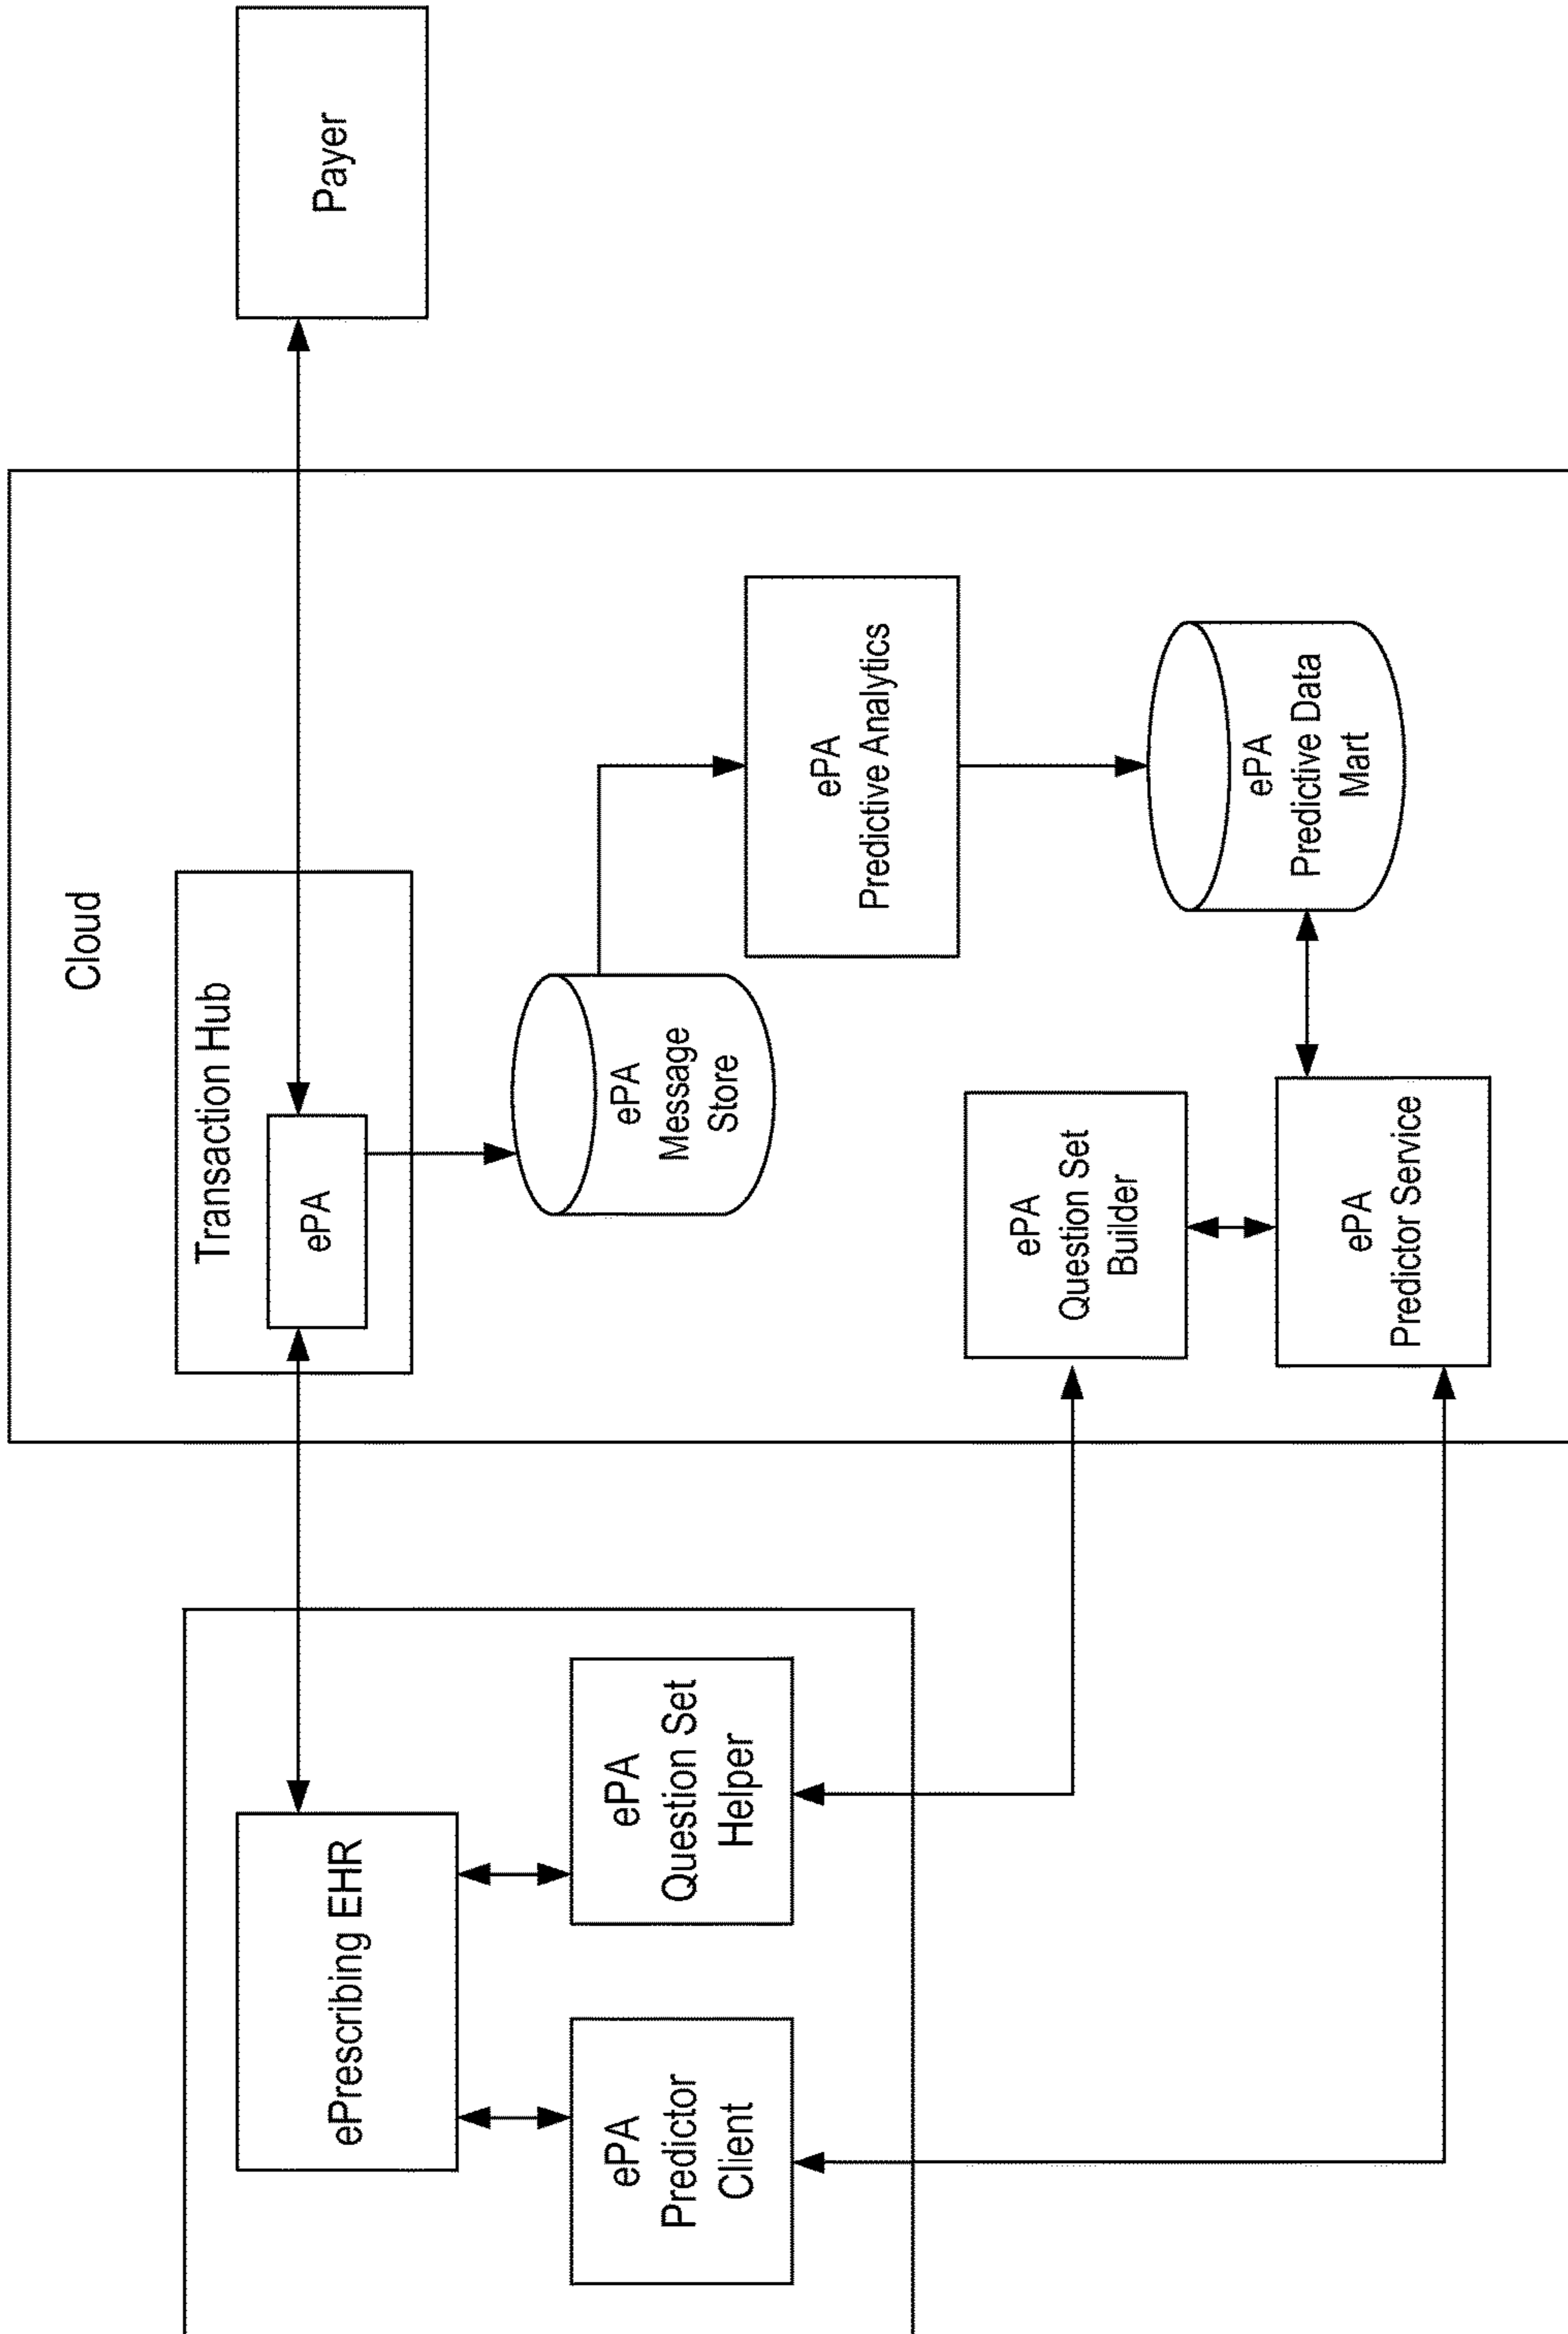 Cloud
Transaction Hub
ePA
Payer
ePrescribing EHR
ePA
Message
Store
ePA
Predictor
Client
ePA
Question Set
Helper
ePA
Predictive Analytics
ePA
Question Set
Builder
ePA
Predictor Service
ePA
Predictive Data
Mart